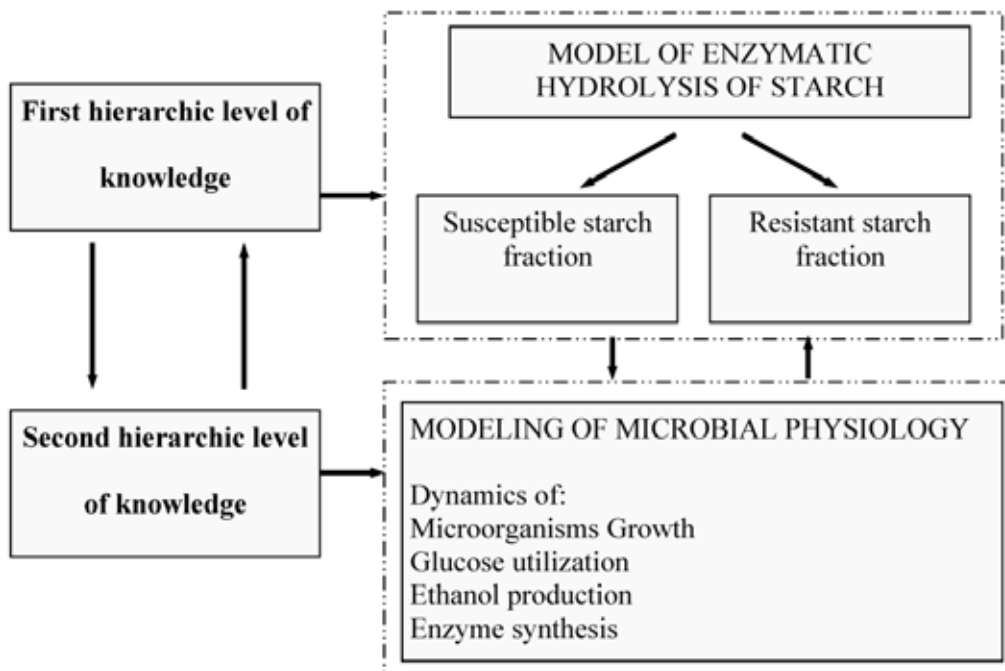 MODEL OF ENZYMATIC
HYDROLYSIS OF STARCH
First hierarchic level of
knowledge
Susceptible starch
fraction
Resistant starch
fraction
Second hierarchic level
of knowledge
MODELING OF MICROBIAL PHYSIOLOGY
Dynamics of:
Microorganisms Growth
Glucose utilization
Ethanol production
Enzyme synthesis